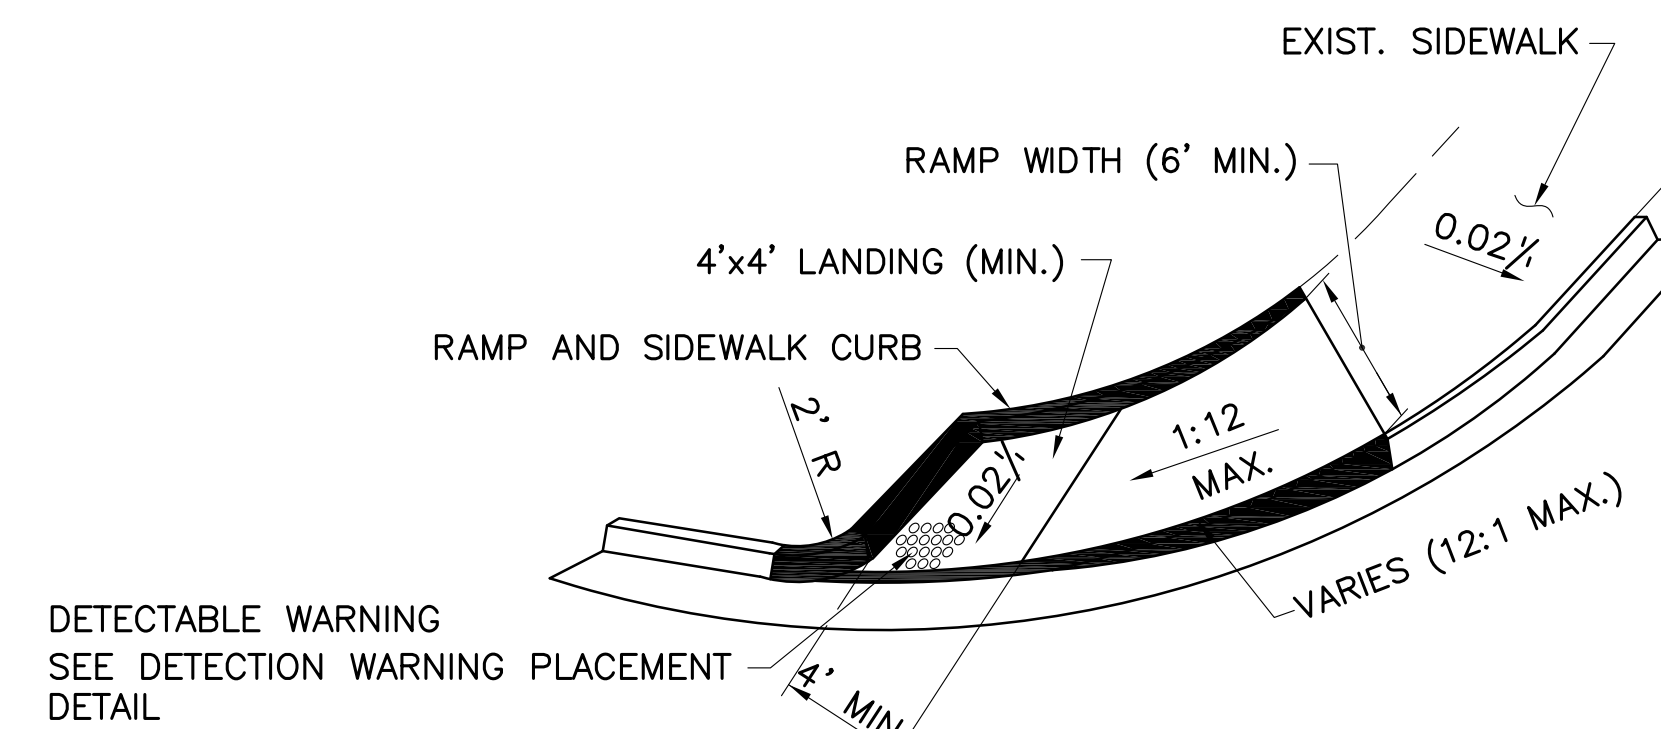 EXIST. SIDEWALK
RAMP WIDTH (6' MIN.)
0.02'/'
4'x4' LANDING (MIN.)
RAMP AND SIDEWALK CURB
2' R
1:12
MAX.
0.02'/'
VARIES (12:1 MAX.)
DETECTABLE WARNING
SEE DETECTION WARNING PLACEMENT
DETAIL
4' MIN.